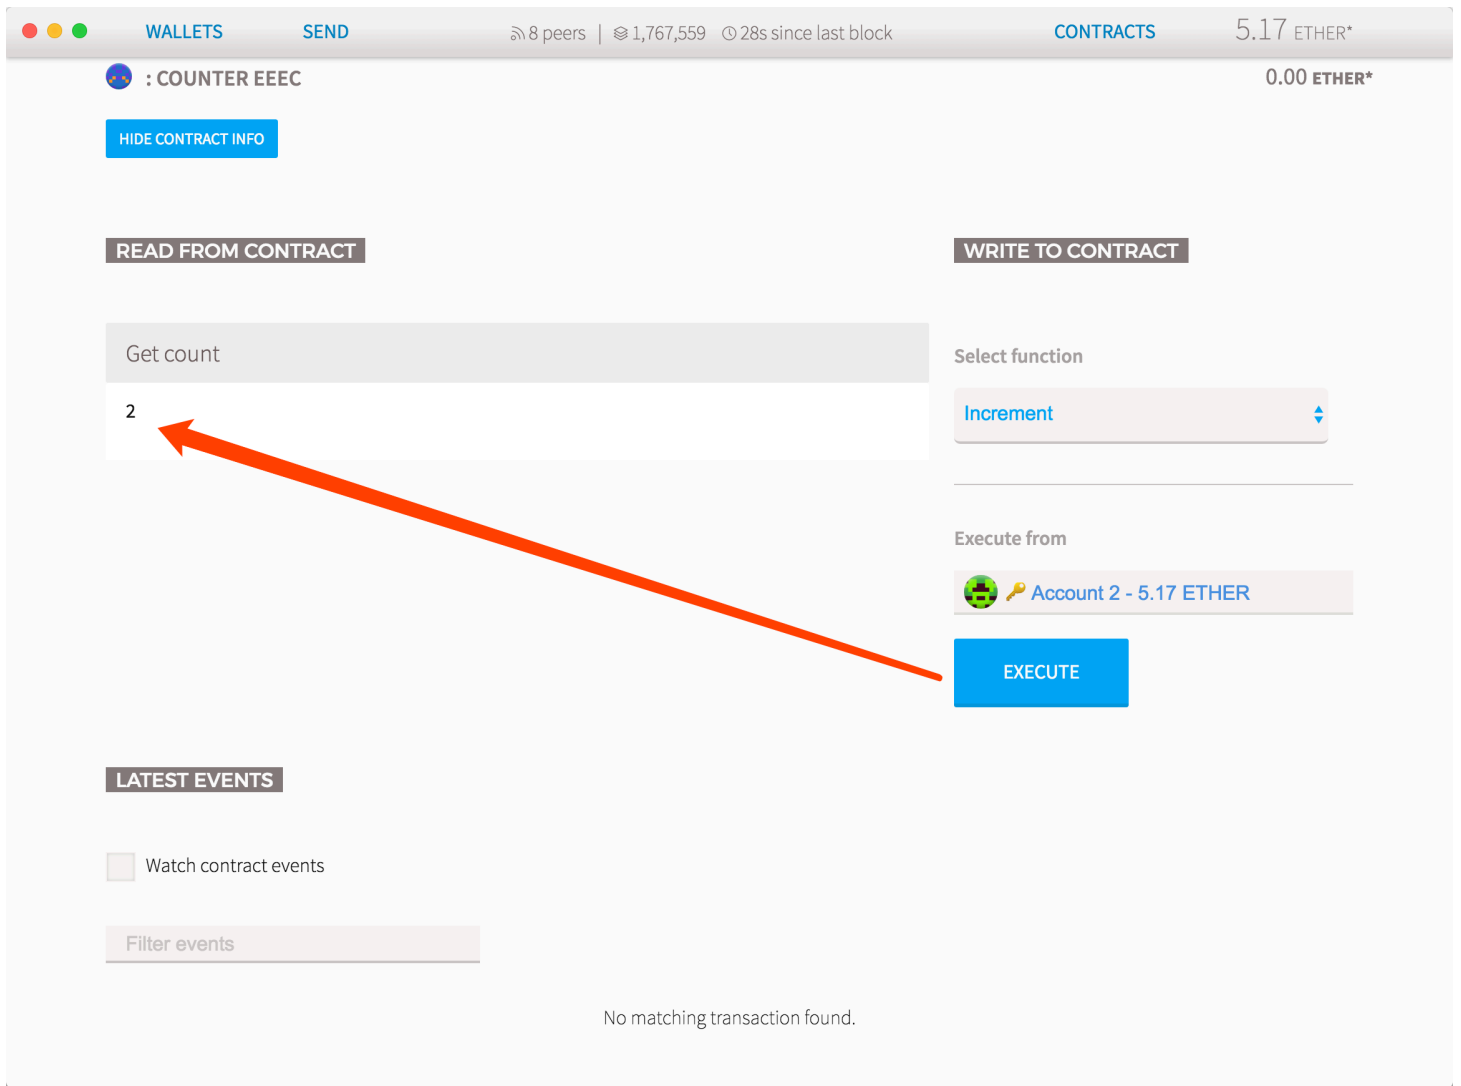 WALLETS SEND 8 peers | 1,767,559 28s since last block CONTRACTS 5.17 ETHER*
: COUNTER EEEC 0.00 ETHER*
HIDE CONTRACT INFO
READ FROM CONTRACT
Get count
2
WRITE TO CONTRACT
Select function
Increment
Execute from
Account 2 - 5.17 ETHER
EXECUTE
LATEST EVENTS
Watch contract events
Filter events
No matching transaction found.